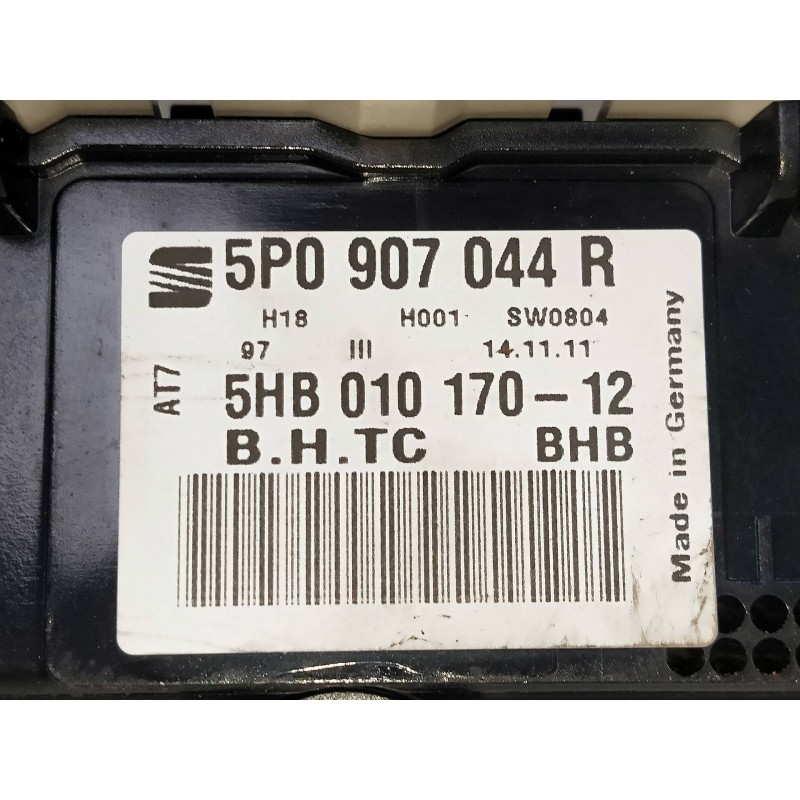 5P0 907 044 R
H18 H001 SW0804
97 III 14.11.11
AT7
5HB 010 170-12
B.H.TC BHB
Made in Germany